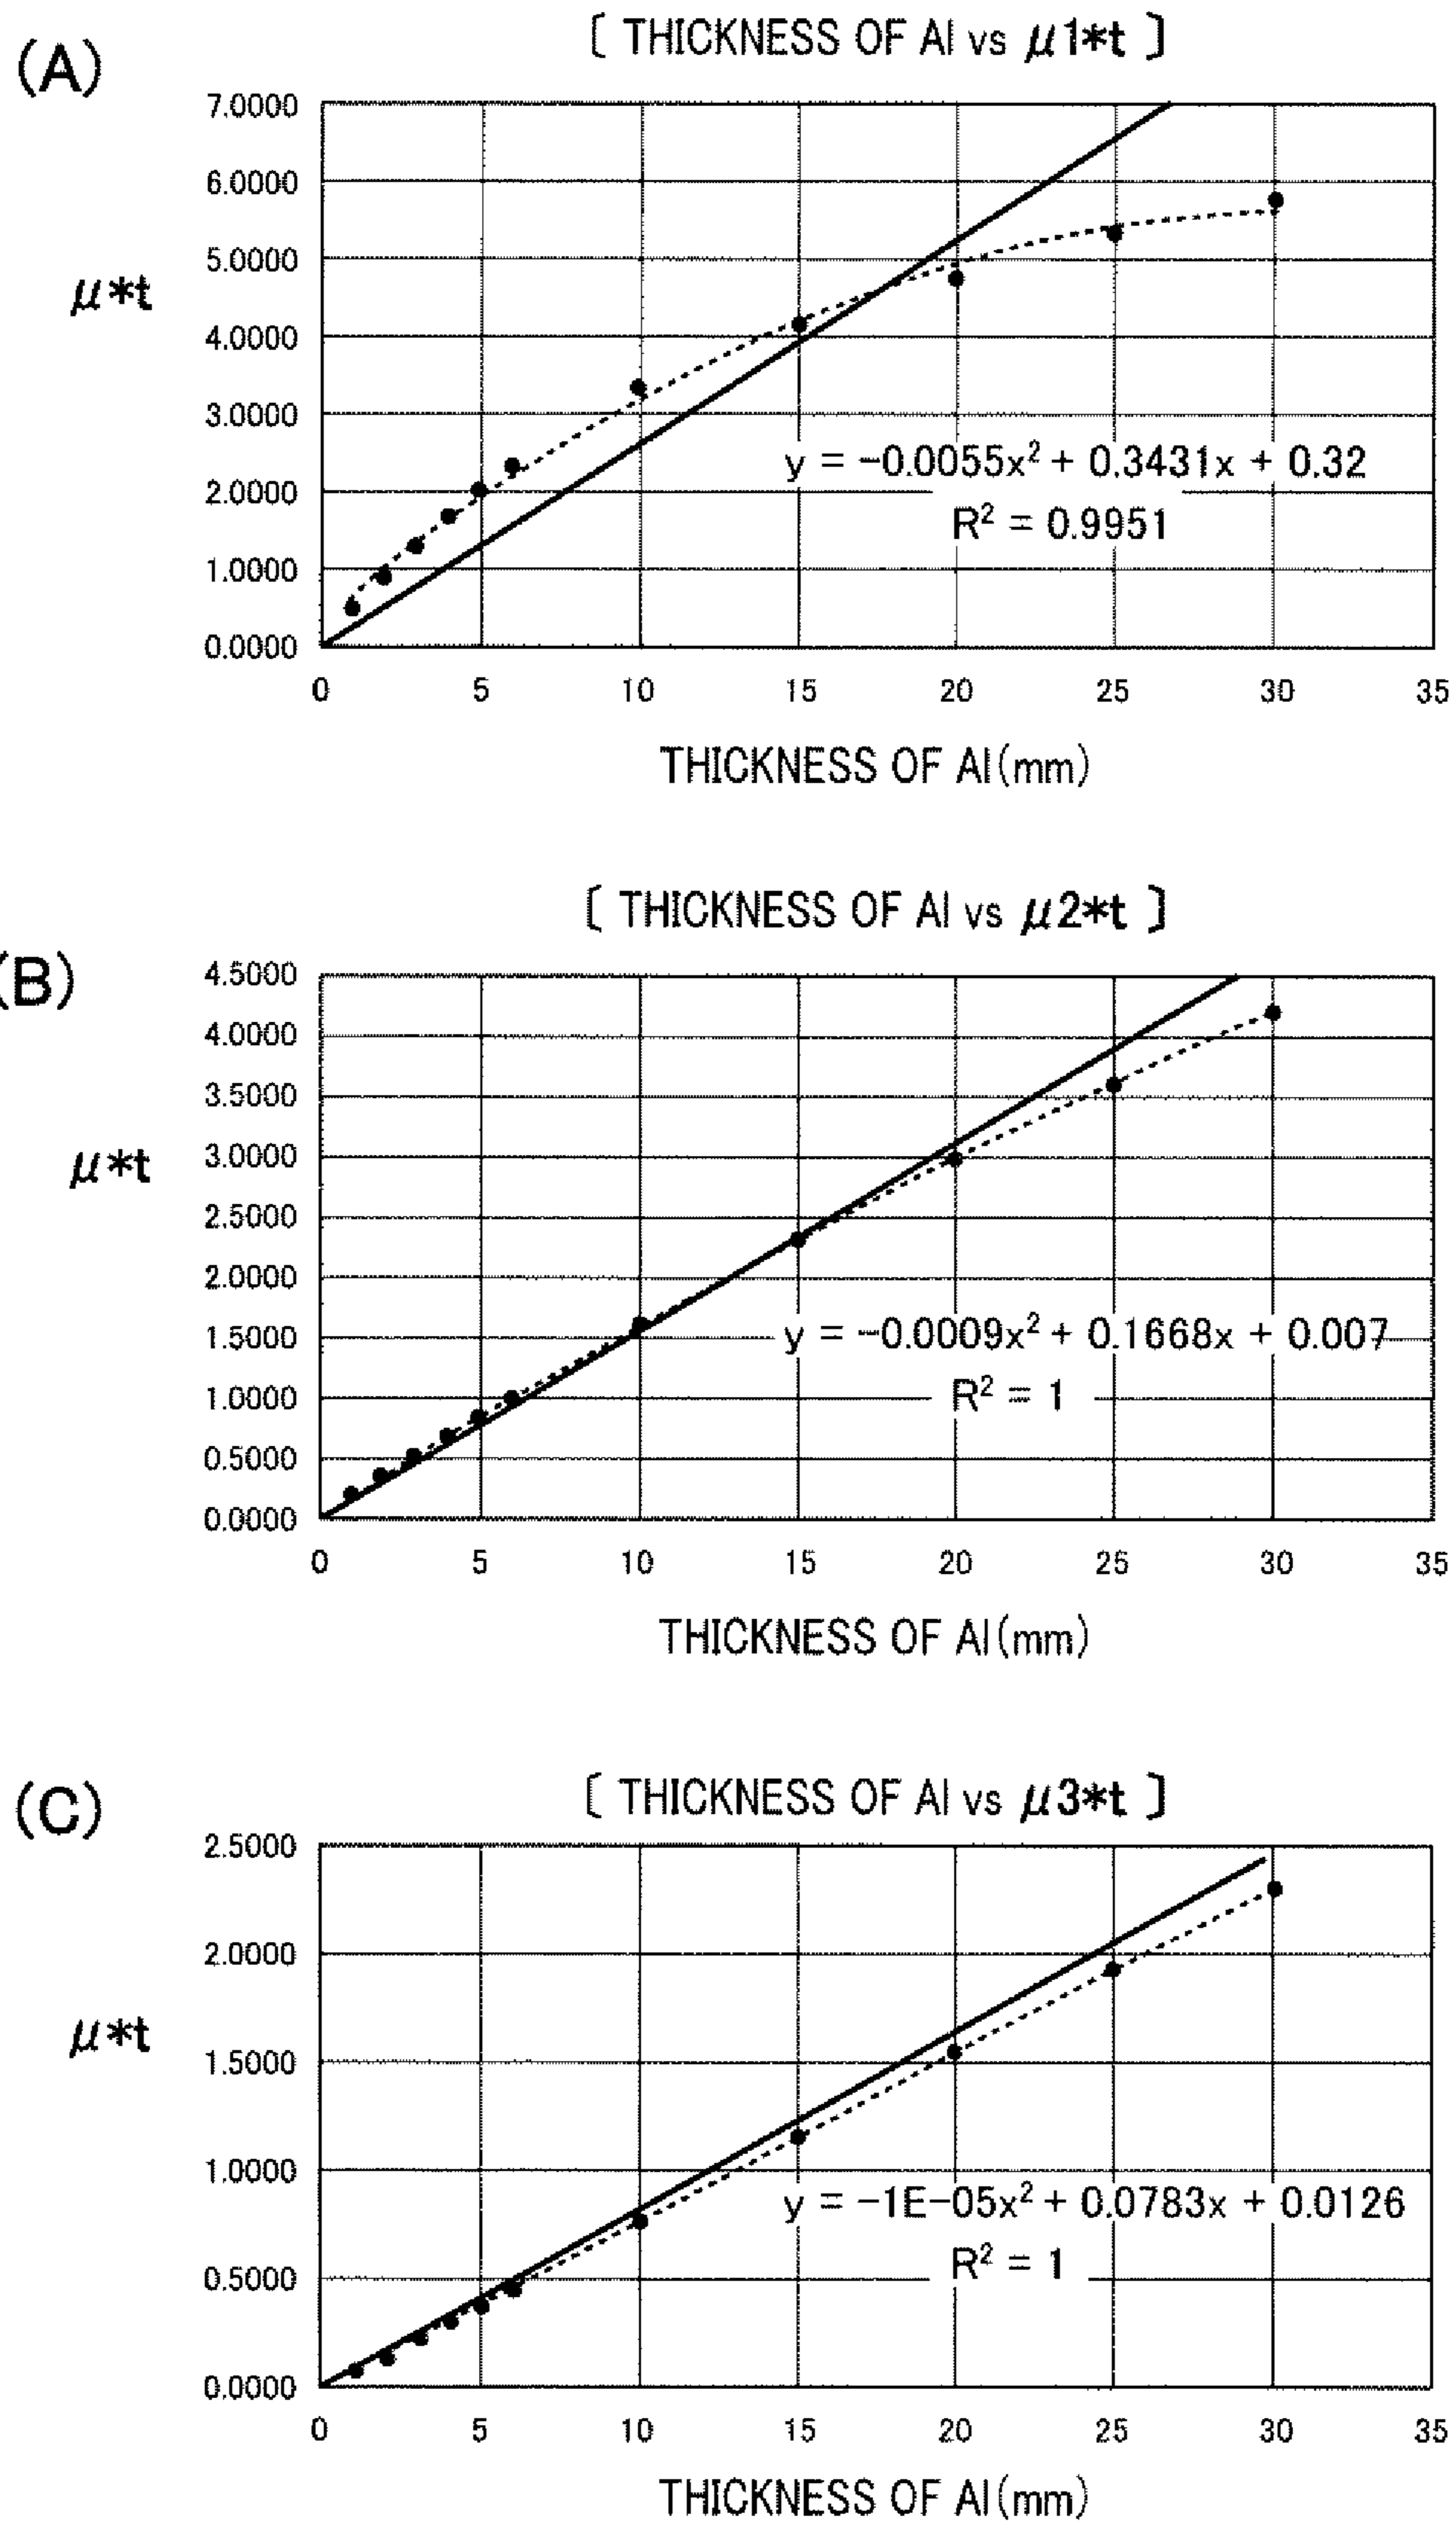 (A)
〔 THICKNESS OF Al vs μ1*t 〕
7.0000
6.0000
5.0000
4.0000
3.0000
2.0000
1.0000
0.0000
μ*t
y = -0.0055x² + 0.3431x + 0.32
R² = 0.9951
0 5 10 15 20 25 30 35
THICKNESS OF Al(mm)
(B)
〔 THICKNESS OF Al vs μ2*t 〕
4.5000
4.0000
3.5000
3.0000
2.5000
2.0000
1.5000
1.0000
0.5000
0.0000
μ*t
y = -0.0009x² + 0.1668x + 0.007
R² = 1
0 5 10 15 20 25 30 35
THICKNESS OF Al(mm)
(C)
〔 THICKNESS OF Al vs μ3*t 〕
2.5000
2.0000
1.5000
1.0000
0.5000
0.0000
μ*t
y = -1E-05x² + 0.0783x + 0.0126
R² = 1
0 5 10 15 20 25 30 35
THICKNESS OF Al(mm)